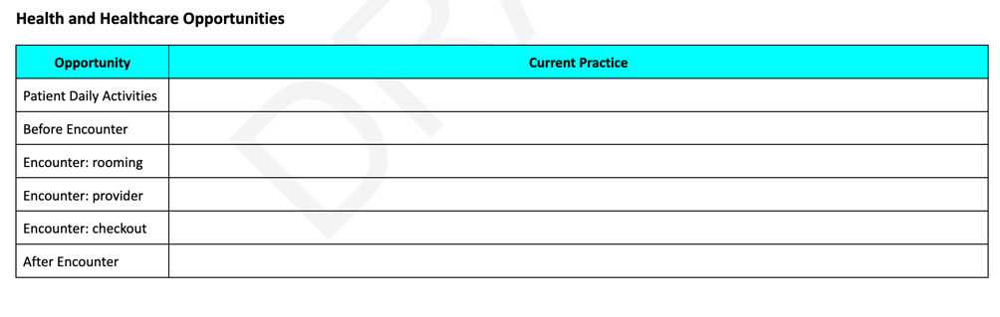 Health and Healthcare Opportunities
Opportunity Current Practice
Patient Daily Activities
Before Encounter
Encounter: rooming
Encounter: provider
Encounter: checkout
After Encounter